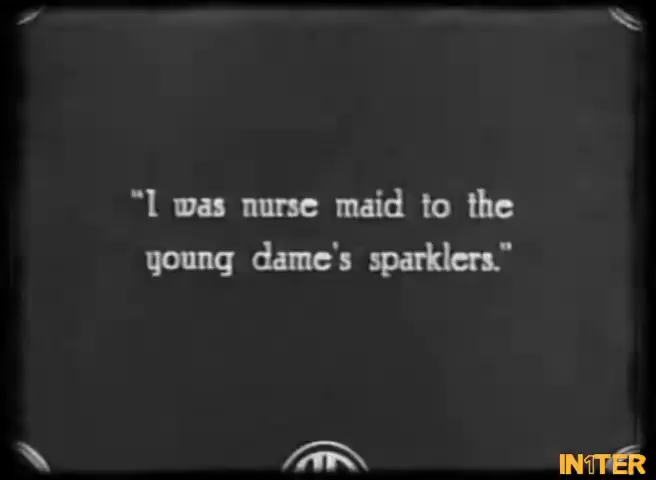 "I was nurse maid to the
young dame's sparklers."
IN1TER